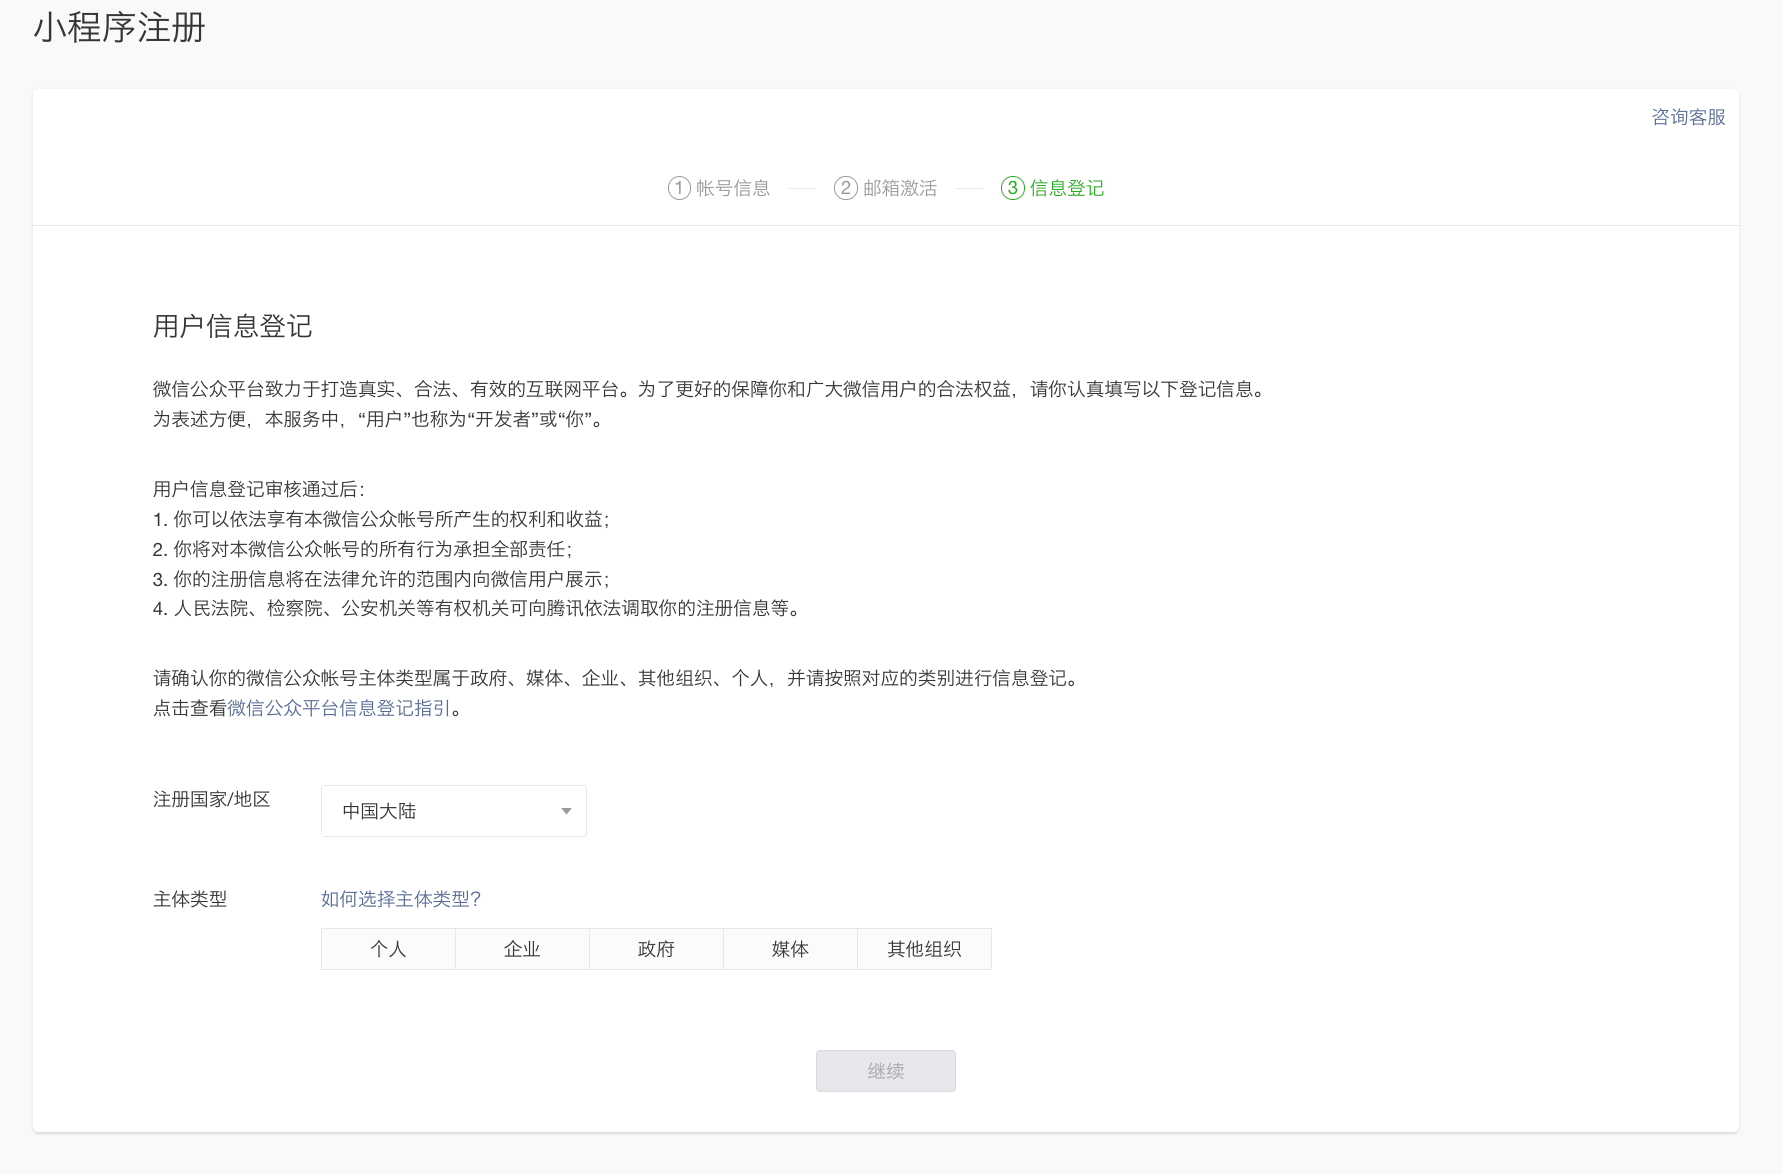 小程序注册
咨询客服
1 帐号信息 2 邮箱激活 3 信息登记
用户信息登记
微信公众平台致力于打造真实、合法、有效的互联网平台。为了更好的保障你和广大微信用户的合法权益，请你认真填写以下登记信息。
为表述方便，本服务中，“用户”也称为“开发者”或“你”。
用户信息登记审核通过后：
1. 你可以依法享有本微信公众帐号所产生的权利和收益；
2. 你将对本微信公众帐号的所有行为承担全部责任；
3. 你的注册信息将在法律允许的范围内向微信用户展示；
4. 人民法院、检察院、公安机关等有权机关可向腾讯依法调取你的注册信息等。
请确认你的微信公众帐号主体类型属于政府、媒体、企业、其他组织、个人，并请按照对应的类别进行信息登记。
点击查看微信公众平台信息登记指引。
注册国家/地区 中国大陆
主体类型 如何选择主体类型?
个人 企业 政府 媒体 其他组织
继续